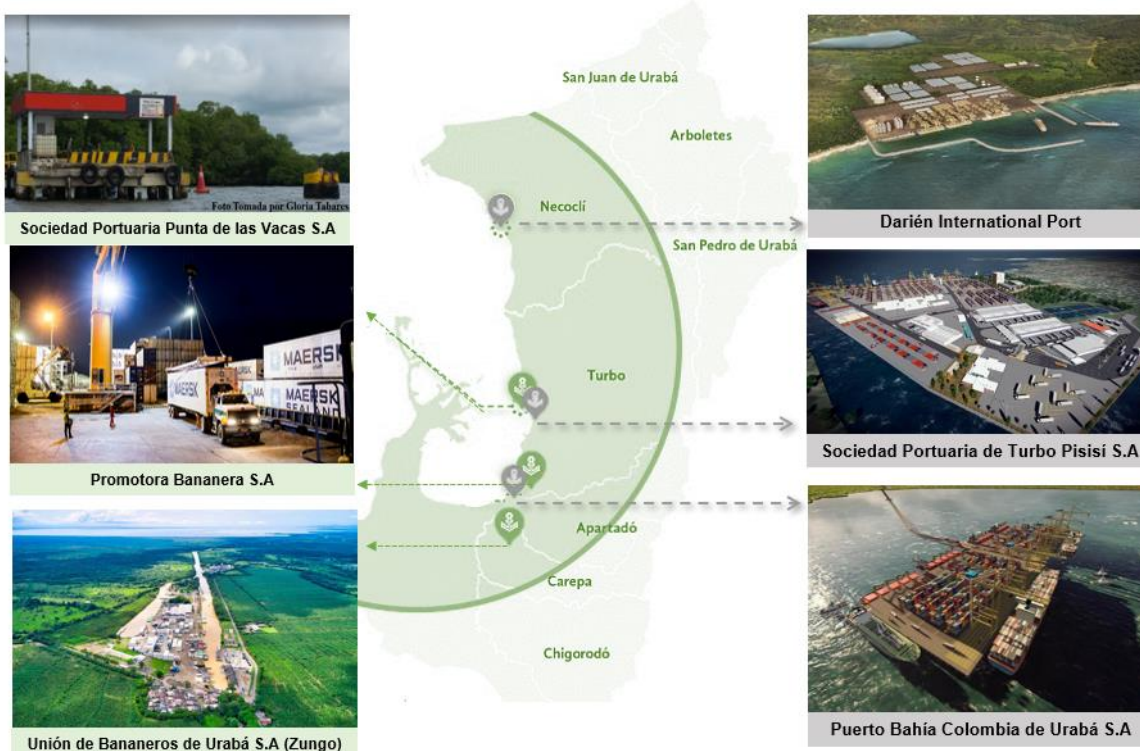 Foto Tomada por Gloria Tabares
Sociedad Portuaria Punta de las Vacas S.A
MAERSK
MAERSK
MAERSK
SEALAND
Promotora Bananera S.A
Unión de Bananeros de Urabá S.A (Zungo)
San Juan de Urabá
Arboletes
Necoclí
San Pedro de Urabá
Turbo
Apartadó
Carepa
Chigorodó
Darién International Port
Sociedad Portuaria de Turbo Pisisí S.A
Puerto Bahía Colombia de Urabá S.A